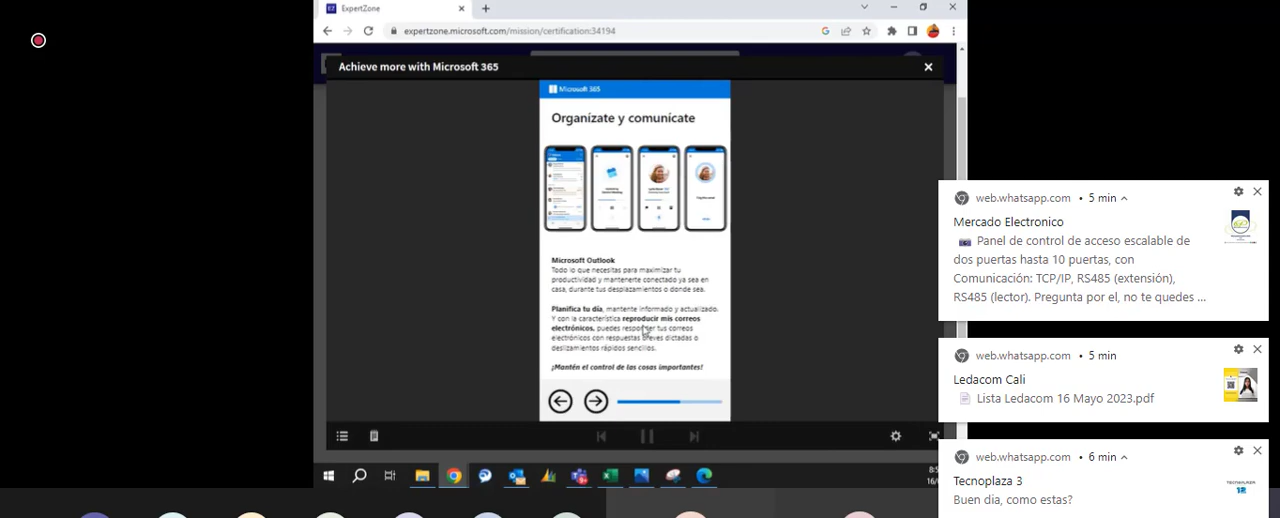 ExpertZone
expertzone.microsoft.com/mission/certification:34194
Achieve more with Microsoft 365
Microsoft 365
Organízate y comunícate
Microsoft Outlook
Todo lo que necesitas para maximizar tu
productividad y mantenerte conectado ya sea en
casa, durante tus desplazamientos o donde sea.
Planifica tu día, mantente informado y actualizado.
Y con la característica reproducir mis correos
electrónicos, puedes responder tus correos
electrónicos con respuestas breves dictadas o
deslizamientos rápidos sencillos.
¡Mantén el control de las cosas importantes!
web.whatsapp.com • 5 min
Mercado Electronico
Panel de control de acceso escalable de
dos puertas hasta 10 puertas, con
Comunicación: TCP/IP, RS485 (extensión),
RS485 (lector). Pregunta por el, no te quedes ...
web.whatsapp.com • 5 min
Ledacom Cali
Lista Ledacom 16 Mayo 2023.pdf
web.whatsapp.com • 6 min
Tecnoplaza 3
Buen dia, como estas?
8:5
16/